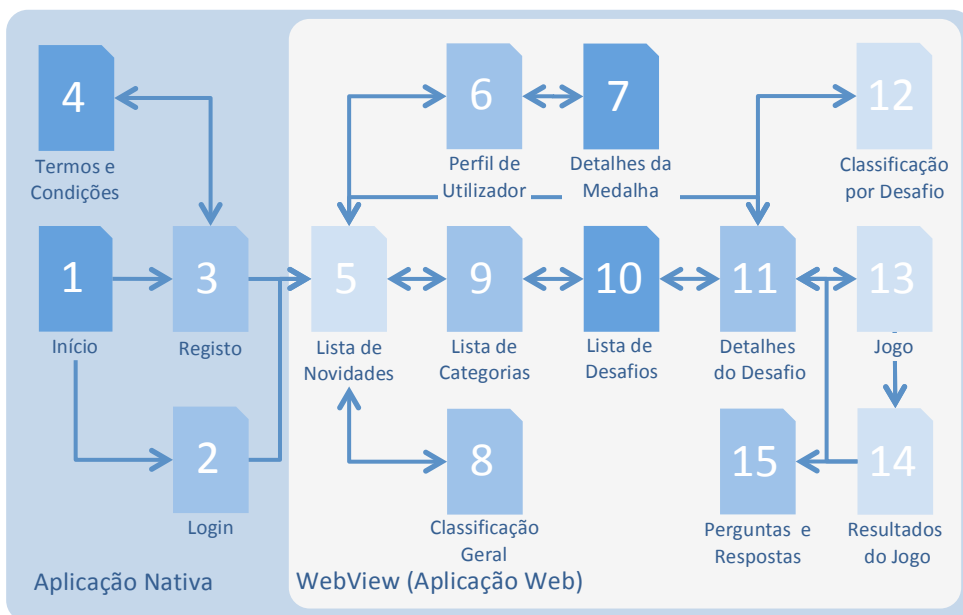 4
Termos e
Condições
6
Perfil de
Utilizador
7
Detalhes da
Medalha
12
Classificação
por Desafio
1
Início
3
Registo
5
Lista de
Novidades
9
Lista de
Categorias
10
Lista de
Desafios
11
Detalhes
do Desafio
13
Jogo
2
Login
8
Classificação
Geral
15
Perguntas e
Respostas
14
Resultados
do Jogo
Aplicação Nativa
WebView (Aplicação Web)